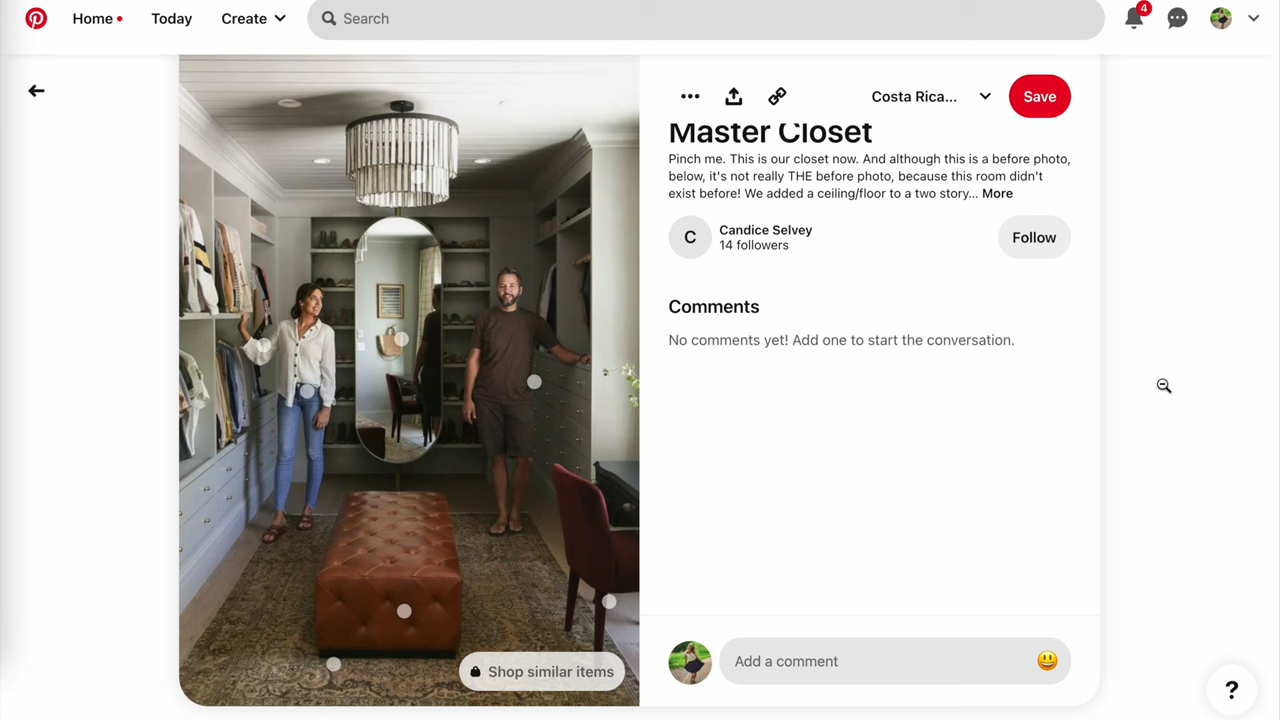 Home
Today
Create
Search
4
Costa Rica...
Save
Master Closet
Pinch me. This is our closet now. And although this is a before photo,
below, it's not really THE before photo, because this room didn't
exist before! We added a ceiling/floor to a two story... More
C
Candice Selvey
14 followers
Follow
Comments
No comments yet! Add one to start the conversation.
Shop similar items
Add a comment
?